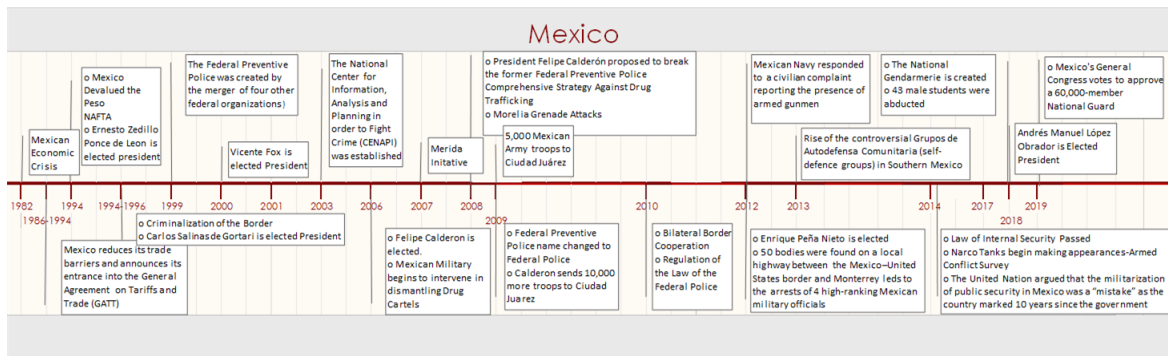 Mexico
Mexican
Economic
Crisis
o Mexico
Devalued the
Peso
NAFTA
o Ernesto Zedillo
Ponce de Leon is
elected president
The Federal Preventive
Police was created by
the merger of four other
federal organizations)
Vicente Fox is
elected President
The National
Center for
Information,
Analysis and
Planning in
order to Fight
Crime (CENAPI)
was established
Merida
Initative
o President Felipe Calderón proposed to break
the former Federal Preventive Police
Comprehensive Strategy Against Drug
Trafficking
o Morelia Grenade Attacks
5,000 Mexican
Army troops to
Ciudad Juárez
Mexican Navy responded
to a civilian complaint
reporting the presence of
armed gunmen
Rise of the controversial Grupos de
Autodefensa Comunitaria (self-
defence groups) in Southern Mexico
o The National
Gendarmerie is created
o 43 male students were
abducted
Andrés Manuel López
Obrador is Elected
President
o Mexico's General
Congress votes to approve
a 60,000-member
National Guard
1982
1986-1994
1994
1994-1996
1999
2000
2001
2003
2006
2007
2008
2009
2010
2012
2013
2014
2017
2018
2019
Mexico reduces its trade
barriers and announces its
entrance into the General
Agreement on Tariffs and
Trade (GATT)
o Criminalization of the Border
o Carlos Salinas de Gortari is elected President
o Felipe Calderon is
elected.
o Mexican Military
begins to intervene in
dismantling Drug
Cartels
o Federal Preventive
Police name changed to
Federal Police
o Calderon sends 10,000
more troops to Ciudad
Juarez
o Bilateral Border
Cooperation
o Regulation of
the Law of the
Federal Police
o Enrique Peña Nieto is elected
o 50 bodies were found on a local
highway between the Mexico–United
States border and Monterrey leds to
the arrests of 4 high-ranking Mexican
military officials
o Law of Internal Security Passed
o Narco Tanks begin making appearances-Armed
Conflict Survey
o The United Nation argued that the militarization
of public security in Mexico was a "mistake" as the
country marked 10 years since the government